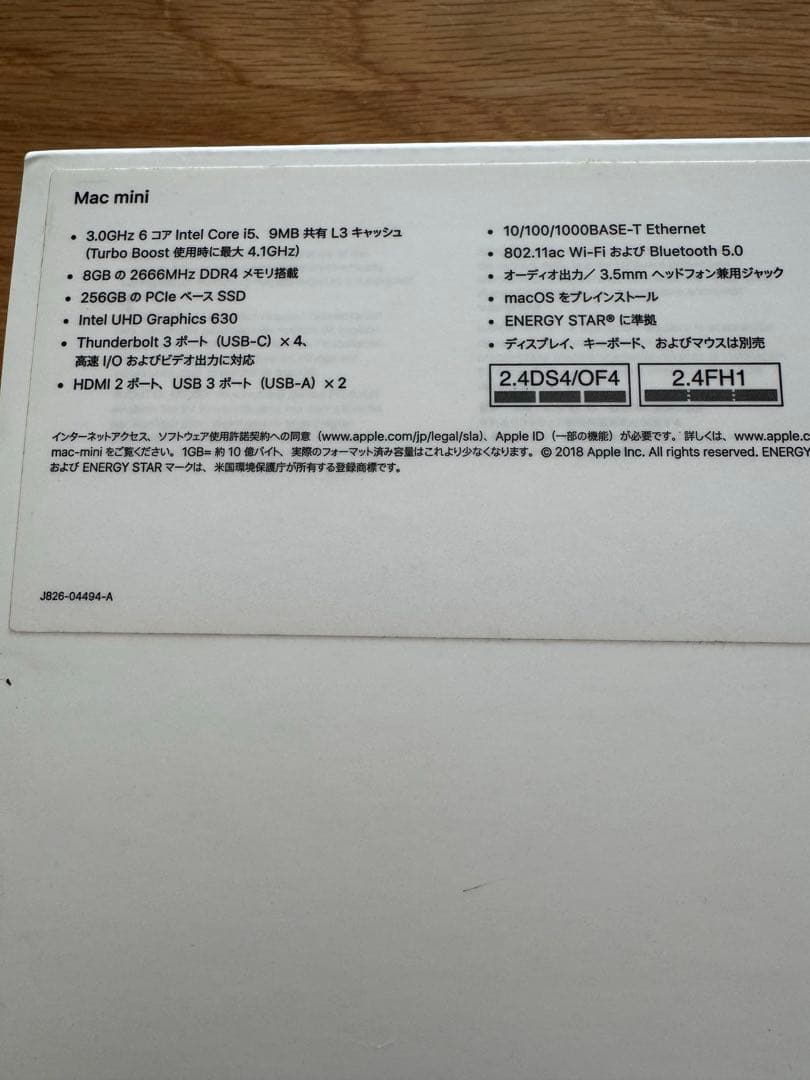 Mac mini
• 3.0GHz 6 コア Intel Core i5、9MB 共有 L3 キャッシュ
(Turbo Boost 使用時に最大 4.1GHz)
• 8GB の 2666MHz DDR4 メモリ搭載
• 256GB の PCIe ベース SSD
• Intel UHD Graphics 630
• Thunderbolt 3 ポート（USB-C）× 4、
高速 I/O およびビデオ出力に対応
• HDMI 2 ポート、USB 3 ポート（USB-A）× 2
• 10/100/1000BASE-T Ethernet
• 802.11ac Wi-Fi および Bluetooth 5.0
• オーディオ出力／ 3.5mm ヘッドフォン兼用ジャック
• macOS をプレインストール
• ENERGY STAR® に準拠
• ディスプレイ、キーボード、およびマウスは別売
2.4DS4/OF4
2.4FH1
インターネットアクセス、ソフトウェア使用許諾契約への同意（www.apple.com/jp/legal/sla）、Apple ID（一部の機能）が必要です。詳しくは、www.apple.c
mac-mini をご覧ください。1GB= 約 10 億バイト、実際のフォーマット済み容量はこれより少なくなります。© 2018 Apple Inc. All rights reserved. ENERGY
および ENERGY STAR マークは、米国環境保護庁が所有する登録商標です。
J826-04494-A